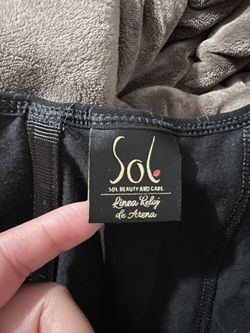 Sol
SOL BEAUTY AND CARE
Linea Reloj
de Arena